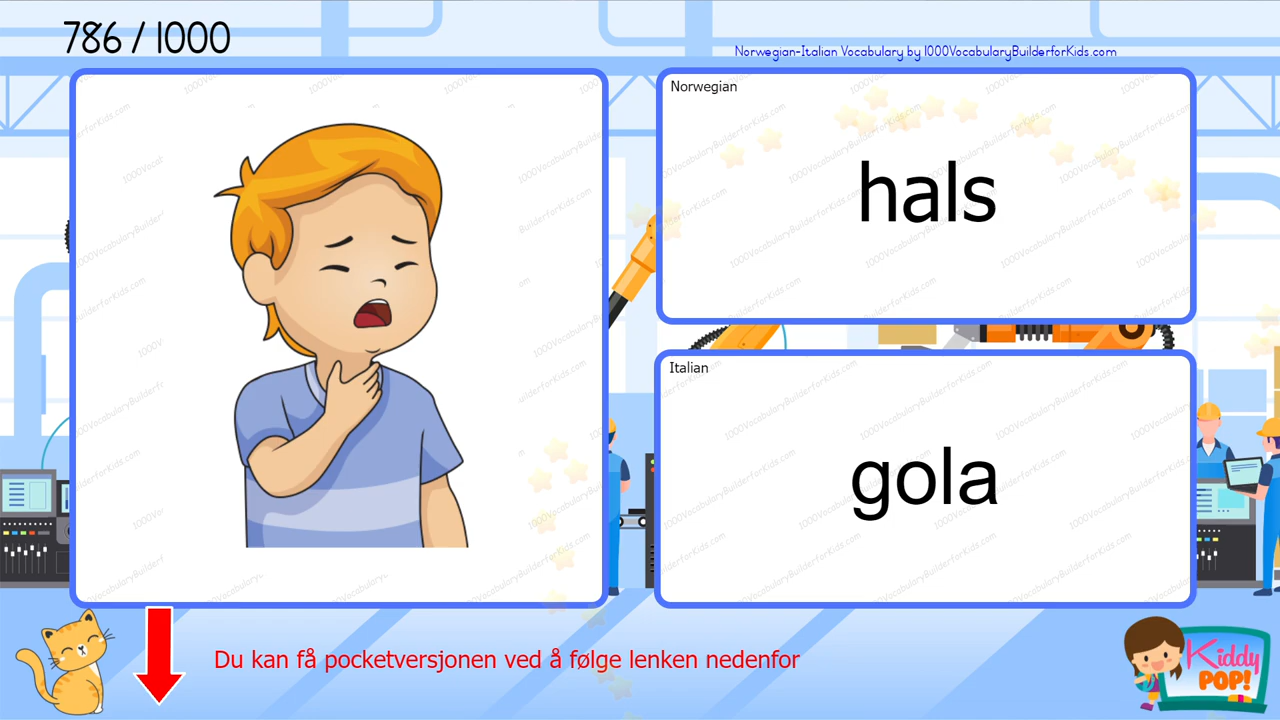 786 / 1000
Norwegian-Italian Vocabulary by 1000VocabularyBuilderforKids.com
Norwegian
hals
Italian
gola
Du kan få pocketversjonen ved å følge lenken nedenfor
Kiddy
POP!